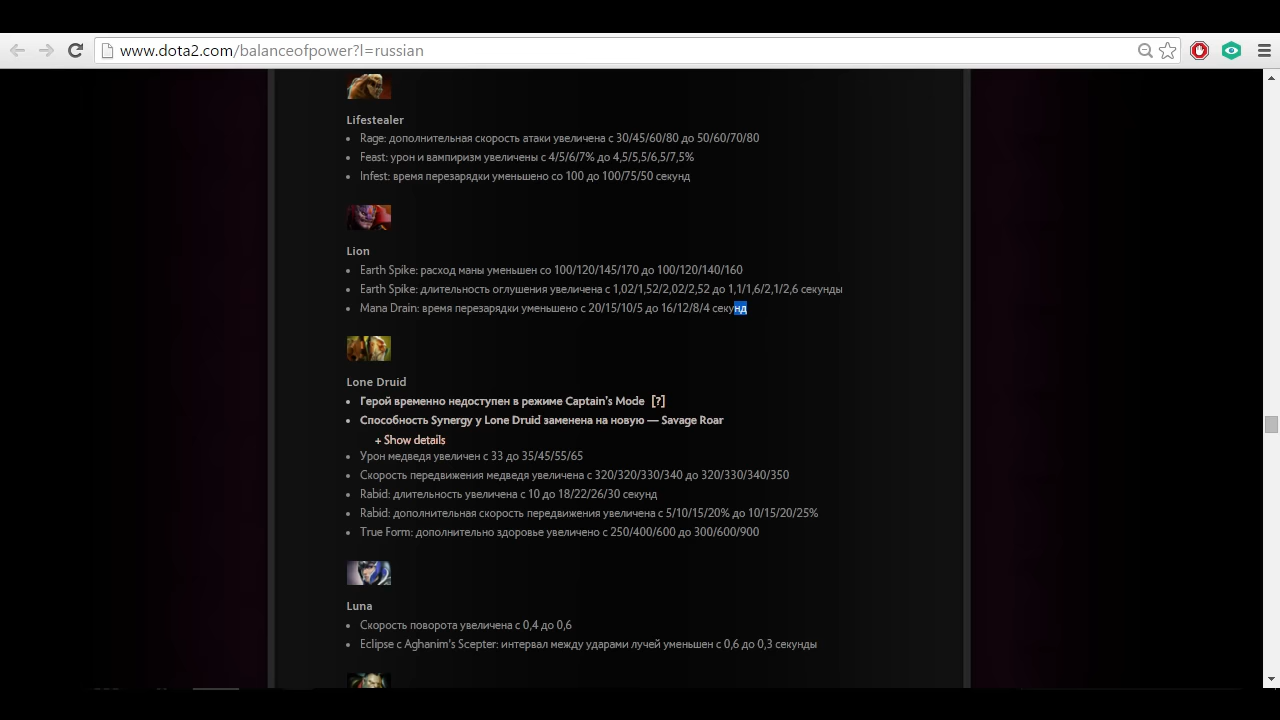 www.dota2.com/balanceofpower?l=russian
Lifestealer
• Rage: дополнительная скорость атаки увеличена с 30/45/60/80 до 50/60/70/80
• Feast: урон и вампиризм увеличены с 4/5/6/7% до 4,5/5,5/6,5/7,5%
• Infest: время перезарядки уменьшено со 100 до 100/75/50 секунд
Lion
• Earth Spike: расход маны уменьшен со 100/120/145/170 до 100/120/140/160
• Earth Spike: длительность оглушения увеличена с 1,02/1,52/2,02/2,52 до 1,1/1,6/2,1/2,6 секунды
• Mana Drain: время перезарядки уменьшено с 20/15/10/5 до 16/12/8/4 секунд
Lone Druid
• Герой временно недоступен в режиме Captain's Mode [?]
• Способность Synergy у Lone Druid заменена на новую — Savage Roar
+ Show details
• Урон медведя увеличен с 33 до 35/45/55/65
• Скорость передвижения медведя увеличена с 320/320/330/340 до 320/330/340/350
• Rabid: длительность увеличена с 10 до 18/22/26/30 секунд
• Rabid: дополнительная скорость передвижения увеличена с 5/10/15/20% до 10/15/20/25%
• True Form: дополнительно здоровье увеличено с 250/400/600 до 300/600/900
Luna
• Скорость поворота увеличена с 0,4 до 0,6
• Eclipse с Aghanim's Scepter: интервал между ударами лучей уменьшен с 0,6 до 0,3 секунды